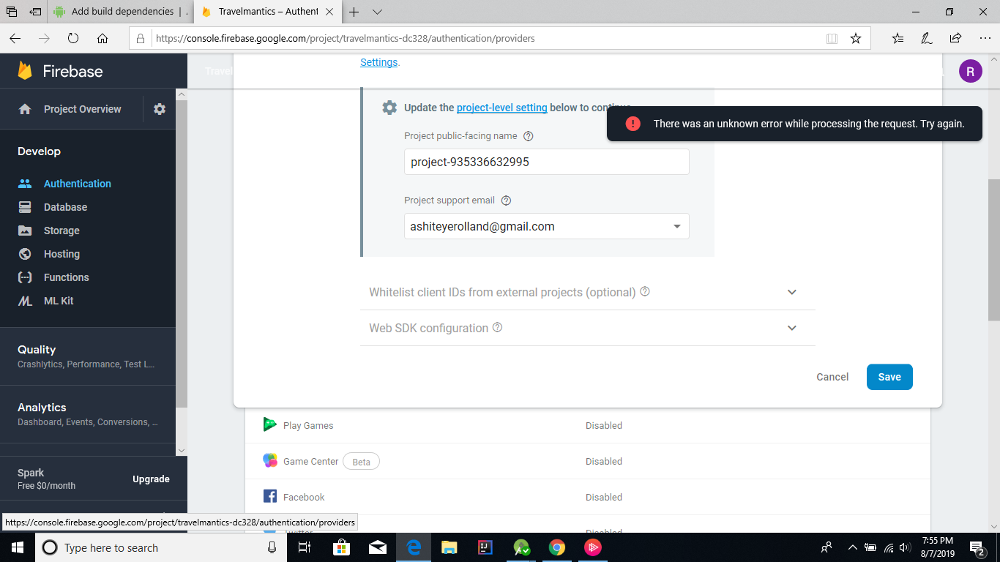 Add build dependencies | A
Travelmantics – Authent
https://console.firebase.google.com/project/travelmantics-dc328/authentication/providers
Firebase
Travel
Settings.
R
Project Overview
Update the project-level setting below to continue
There was an unknown error while processing the request. Try again.
Project public-facing name
project-935336632995
Develop
Authentication
Database
Storage
Hosting
Functions
ML Kit
Project support email
ashiteyerolland@gmail.com
Whitelist client IDs from external projects (optional)
Web SDK configuration
Quality
Crashlytics, Performance, Test L...
Cancel
Save
Analytics
Dashboard, Events, Conversions, ...
Play Games
Disabled
Game Center
Beta
Disabled
Spark
Free $0/month
Upgrade
Facebook
Disabled
https://console.firebase.google.com/project/travelmantics-dc328/authentication/providers
Twitter
Disabled
Type here to search
IJ
7:55 PM
8/7/2019
2